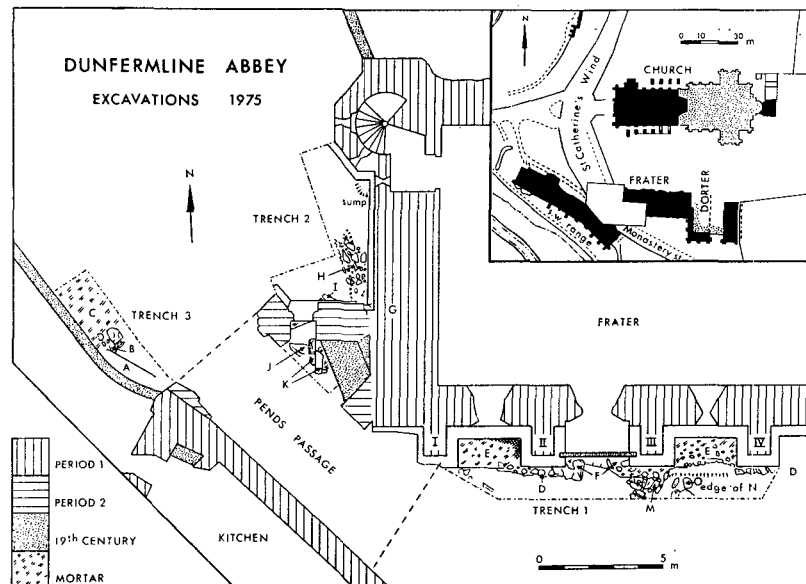 DUNFERMLINE ABBEY
EXCAVATIONS 1975
N
TRENCH 2
sump
H
I
TRENCH 3
C
B
A
G
J
K
PENDS PASSAGE
FRATER
I
II
III
IV
E
E
D
F
D
M
edge of N
TRENCH 1
KITCHEN
0
5
m
PERIOD 1
PERIOD 2
19th CENTURY
MORTAR
N
0 10 30
m
CHURCH
St Catherine's Wind
FRATER
DORTER
s.w. range
Monastery St